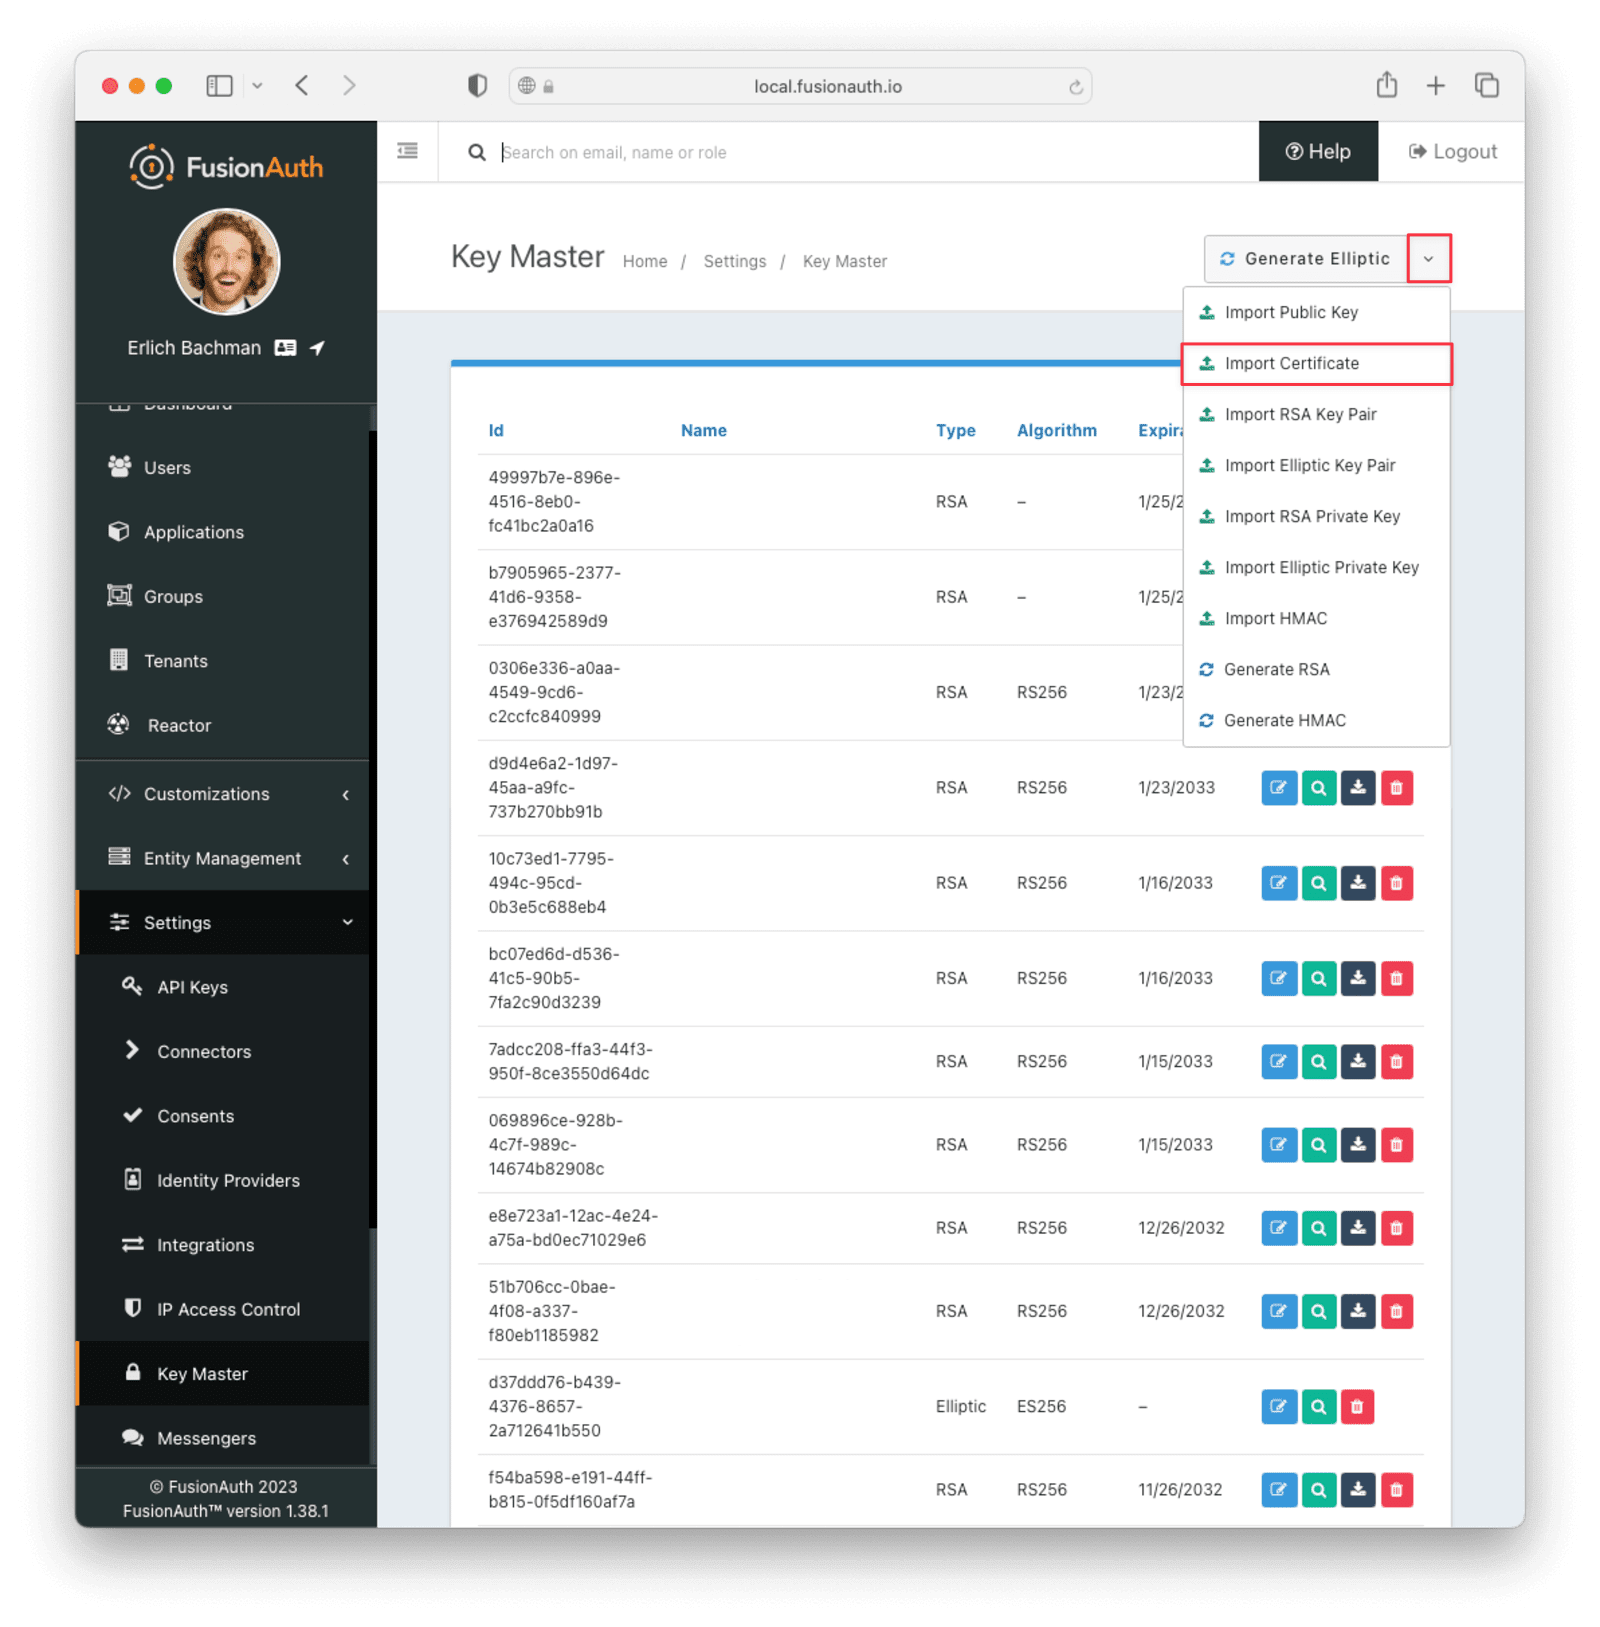 local.fusionauth.io
FusionAuth
Search on email, name or role
Help
Logout
Erlich Bachman
Users
Applications
Groups
Tenants
Reactor
Customizations
Entity Management
Settings
API Keys
Connectors
Consents
Identity Providers
Integrations
IP Access Control
Key Master
Messengers
© FusionAuth 2023
FusionAuth™ version 1.38.1
Key Master Home / Settings / Key Master
Generate Elliptic
Import Public Key
Import Certificate
Import RSA Key Pair
Import Elliptic Key Pair
Import RSA Private Key
Import Elliptic Private Key
Import HMAC
Generate RSA
Generate HMAC
Id Name Type Algorithm
49997b7e-896e-
4516-8eb0-
fc41bc2a0a16
RSA – 1/25/2
b7905965-2377-
41d6-9358-
e376942589d9
RSA – 1/25/2
0306e336-a0aa-
4549-9cd6-
c2ccfc840999
RSA RS256 1/23/2
d9d4e6a2-1d97-
45aa-a9fc-
737b270bb91b
RSA RS256 1/23/2033
10c73ed1-7795-
494c-95cd-
0b3e5c688eb4
RSA RS256 1/16/2033
bc07ed6d-d536-
41c5-90b5-
7fa2c90d3239
RSA RS256 1/16/2033
7adcc208-ffa3-44f3-
950f-8ce3550d64dc
RSA RS256 1/15/2033
069896ce-928b-
4c7f-989c-
14674b82908c
RSA RS256 1/15/2033
e8e723a1-12ac-4e24-
a75a-bd0ec71029e6
RSA RS256 12/26/2032
51b706cc-0bae-
4f08-a337-
f80eb1185982
RSA RS256 12/26/2032
d37ddd76-b439-
4376-8657-
2a712641b550
Elliptic ES256 –
f54ba598-e191-44ff-
b815-0f5df160af7a
RSA RS256 11/26/2032